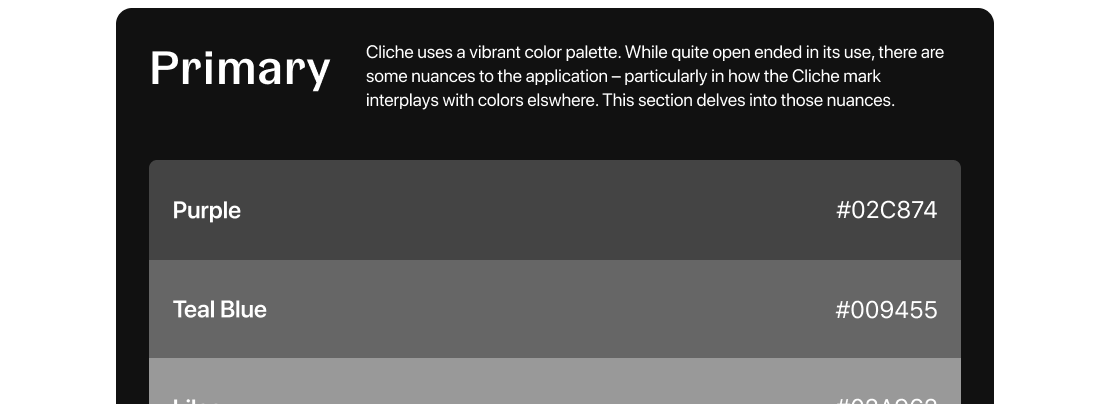 Primary
Cliche uses a vibrant color palette. While quite open ended in its use, there are
some nuances to the application – particularly in how the Cliche mark
interplays with colors elswhere. This section delves into those nuances.
Purple #02C874
Teal Blue #009455